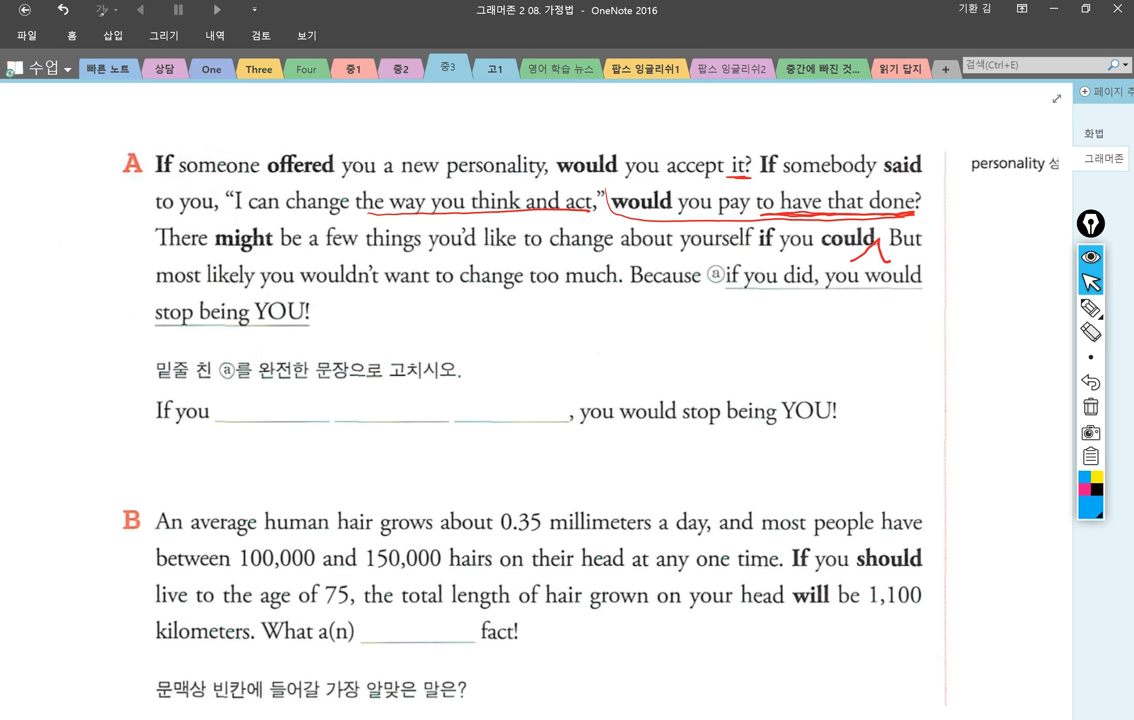 그래머존 2 08. 가정법 - OneNote 2016
기환 김
파일 홈 삽입 그리기 내역 검토 보기
수업 빠른 노트 상담 One Three Four 중1 중2 중3 고1 영어 학습 뉴스 팝스 잉글리쉬1 팝스 잉글리쉬2 중간에 빠진 것... 읽기 답지 + 검색(Ctrl+E)
페이지 추
화법
그래머존
personality 성
A If someone offered you a new personality, would you accept it? If somebody said
to you, “I can change the way you think and act,” would you pay to have that done?
There might be a few things you’d like to change about yourself if you could. But
most likely you wouldn’t want to change too much. Because ⓐif you did, you would
stop being YOU!
밑줄 친 ⓐ를 완전한 문장으로 고치시오.
If you ____________ ____________ ____________, you would stop being YOU!
B An average human hair grows about 0.35 millimeters a day, and most people have
between 100,000 and 150,000 hairs on their head at any one time. If you should
live to the age of 75, the total length of hair grown on your head will be 1,100
kilometers. What a(n) ____________ fact!
문맥상 빈칸에 들어갈 가장 알맞은 말은?